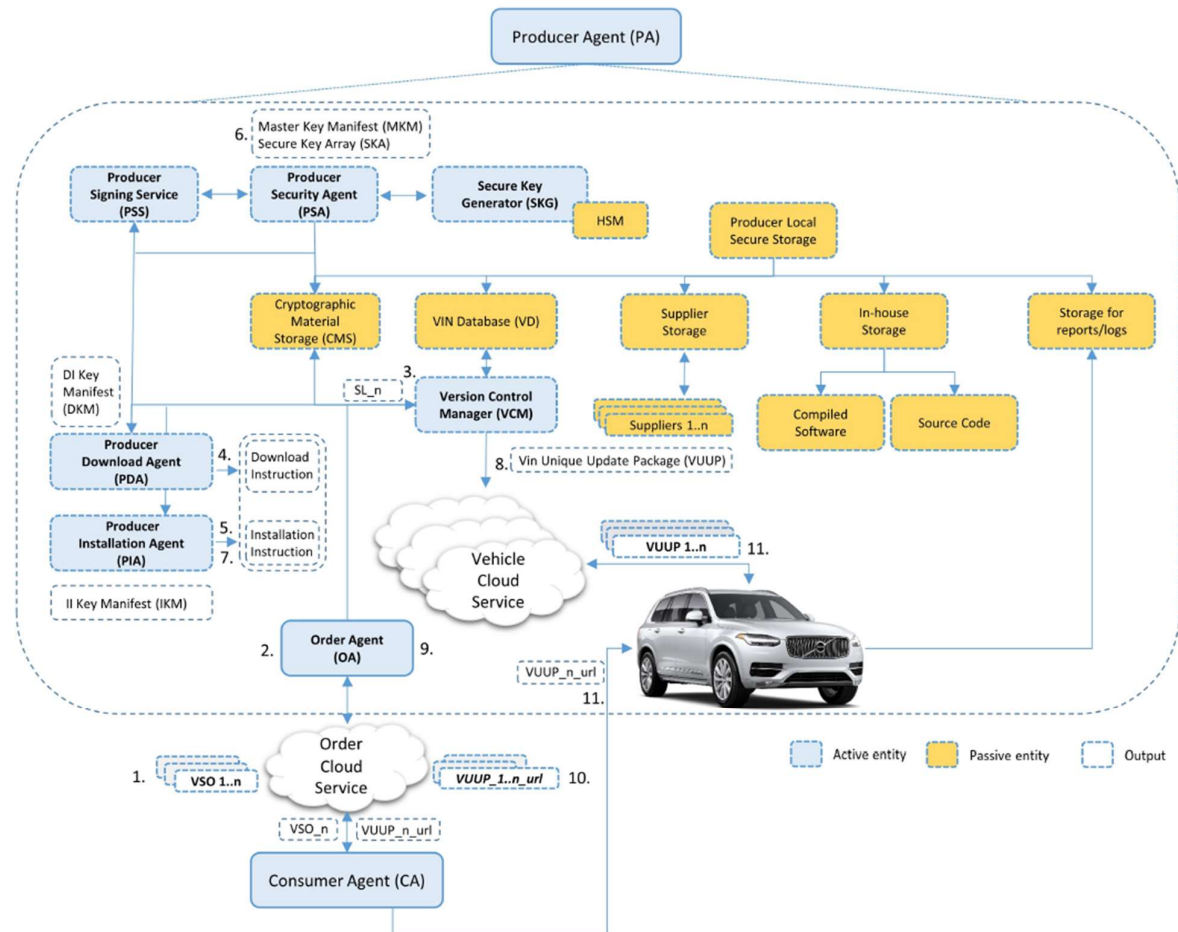 Producer Agent (PA)
6.
Master Key Manifest (MKM)
Secure Key Array (SKA)
Producer
Signing Service
(PSS)
Producer
Security Agent
(PSA)
Secure Key
Generator (SKG)
HSM
Producer Local
Secure Storage
Cryptographic
Material
Storage (CMS)
VIN Database (VD)
Supplier
Storage
In-house
Storage
Storage for
reports/logs
DI Key
Manifest
(DKM)
SL_n
3.
Version Control
Manager (VCM)
Suppliers 1..n
Compiled
Software
Source Code
Producer
Download Agent
(PDA)
4.
Download
Instruction
8.
Vin Unique Update Package (VUUP)
Producer
Installation Agent
(PIA)
5.
7.
Installation
Instruction
Vehicle
Cloud
Service
VUUP 1..n
11.
II Key Manifest (IKM)
2.
Order Agent
(OA)
9.
VUUP_n_url
11.
1.
VSO 1..n
Order
Cloud
Service
VUUP_1..n_url
10.
Active entity
Passive entity
Output
VSO_n
VUUP_n_url
Consumer Agent (CA)